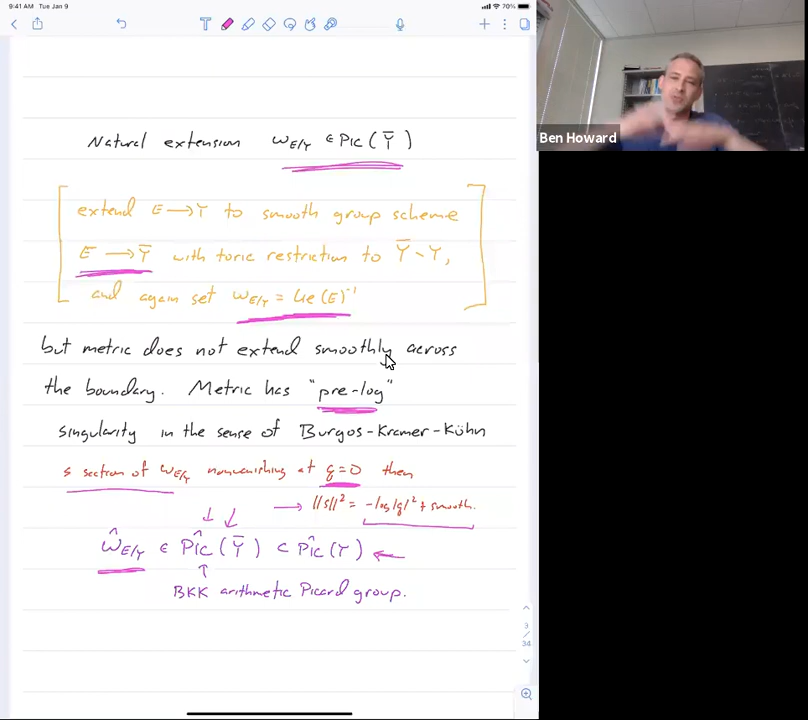 9:41 AM Tue Jan 9
70%
Ben Howard
Natural extension ω_{E/Y} ∈ Pic(Ȳ)
extend E → Y to smooth group scheme
E → Ȳ with toric restriction to Ȳ ∖ Y,
and again set ω_{E/Y} = Lie(E)^{-1}
but metric does not extend smoothly across
the boundary. Metric has "pre-log"
singularity in the sense of Burgos-Kramer-Kühn
s section of ω_{E/Y} nonvanishing at q=0 then
→ ||s||² = -log|q|² + smooth.
ω̂_{E/Y} ∈ Pic̑(Ȳ) ⊂ Pic̑(Y) ←
BKK arithmetic Picard group.
3
/
34